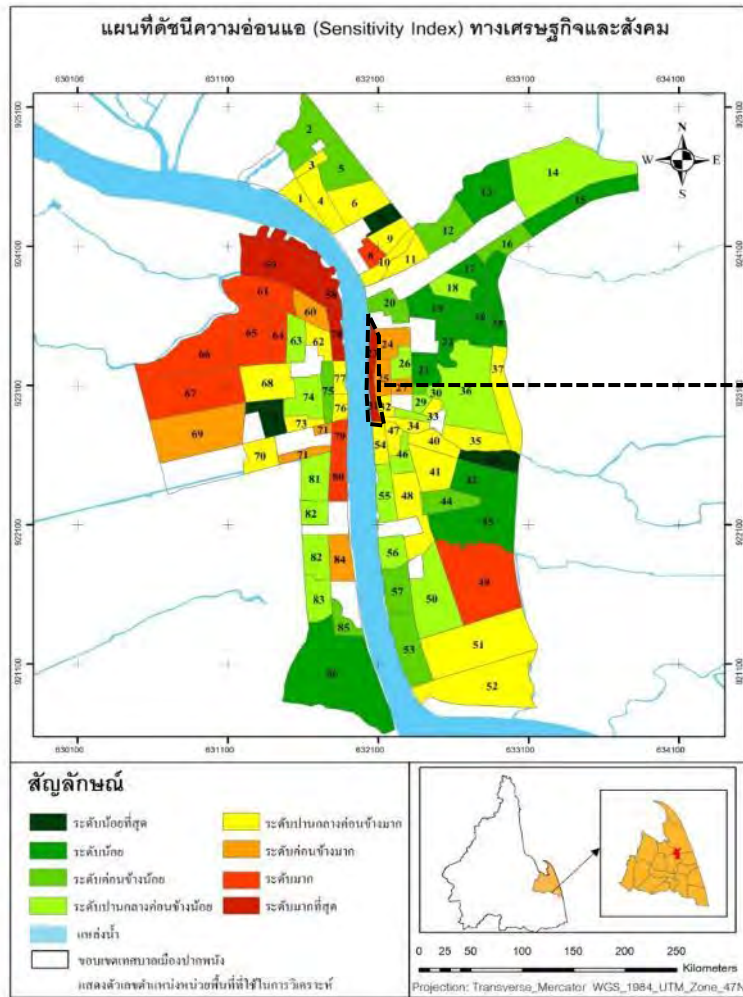 แผนที่ดัชนีความอ่อนแอ (Sensitivity Index) ทางเศรษฐกิจและสังคม
630100 631100 632100 633100 634100
925100 925100
N
W E
S
2
3
5
14
13
1 4 6
15
12
9
16
8 10 11
924100 924100
17
18
20
61
60
24
65
63 62
26
66
21
37
77
36
923100 923100
67
68
74 75
27
30
29
76
33
73
34
47
35
69
71
79
54
40
70
71
46
41
80
81
55 48
44
82
922100 922100
56
82 84
57
50
83
85
53
51
52
921100 921100
630100 631100 632100 633100 634100
สัญลักษณ์
ระดับน้อยที่สุด
ระดับปานกลางค่อนข้างมาก
ระดับน้อย
ระดับค่อนข้างมาก
ระดับค่อนข้างน้อย
ระดับมาก
ระดับปานกลางค่อนข้างน้อย
ระดับมากที่สุด
แหล่งน้ำ
ขอบเขตเทศบาลเมืองปากพนัง
แสดงตัวเลขตำแหน่งหน่วยพื้นที่ที่ใช้ในการวิเคราะห์
0 25 50 100 150 200 250
Kilometers
Projection: Transverse_Mercator WGS_1984_UTM_Zone_47N